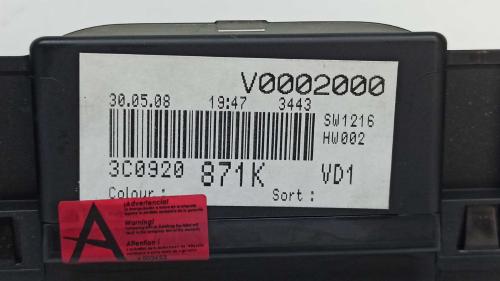 V0002000
30.05.08 19:47 3443
SW1216
HW002
3C0920 871K VD1
Colour : Sort :
A
¡Advertencia!
Warning!
Attention !